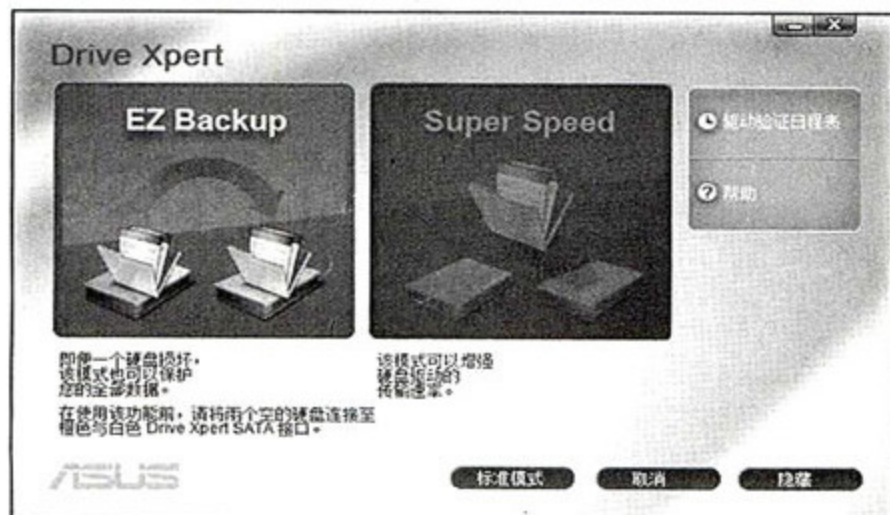 Drive Xpert
EZ Backup
Super Speed
驱动验证日程表
帮助
即便一个硬盘损坏，
该模式也可以保护
您的全部数据。
该模式可以增强
硬盘驱动的
传输速率。
在使用该功能前，请将两个空的硬盘连接至
橙色与白色 Drive Xpert SATA 接口。
ASUS
标准模式
取消
隐藏